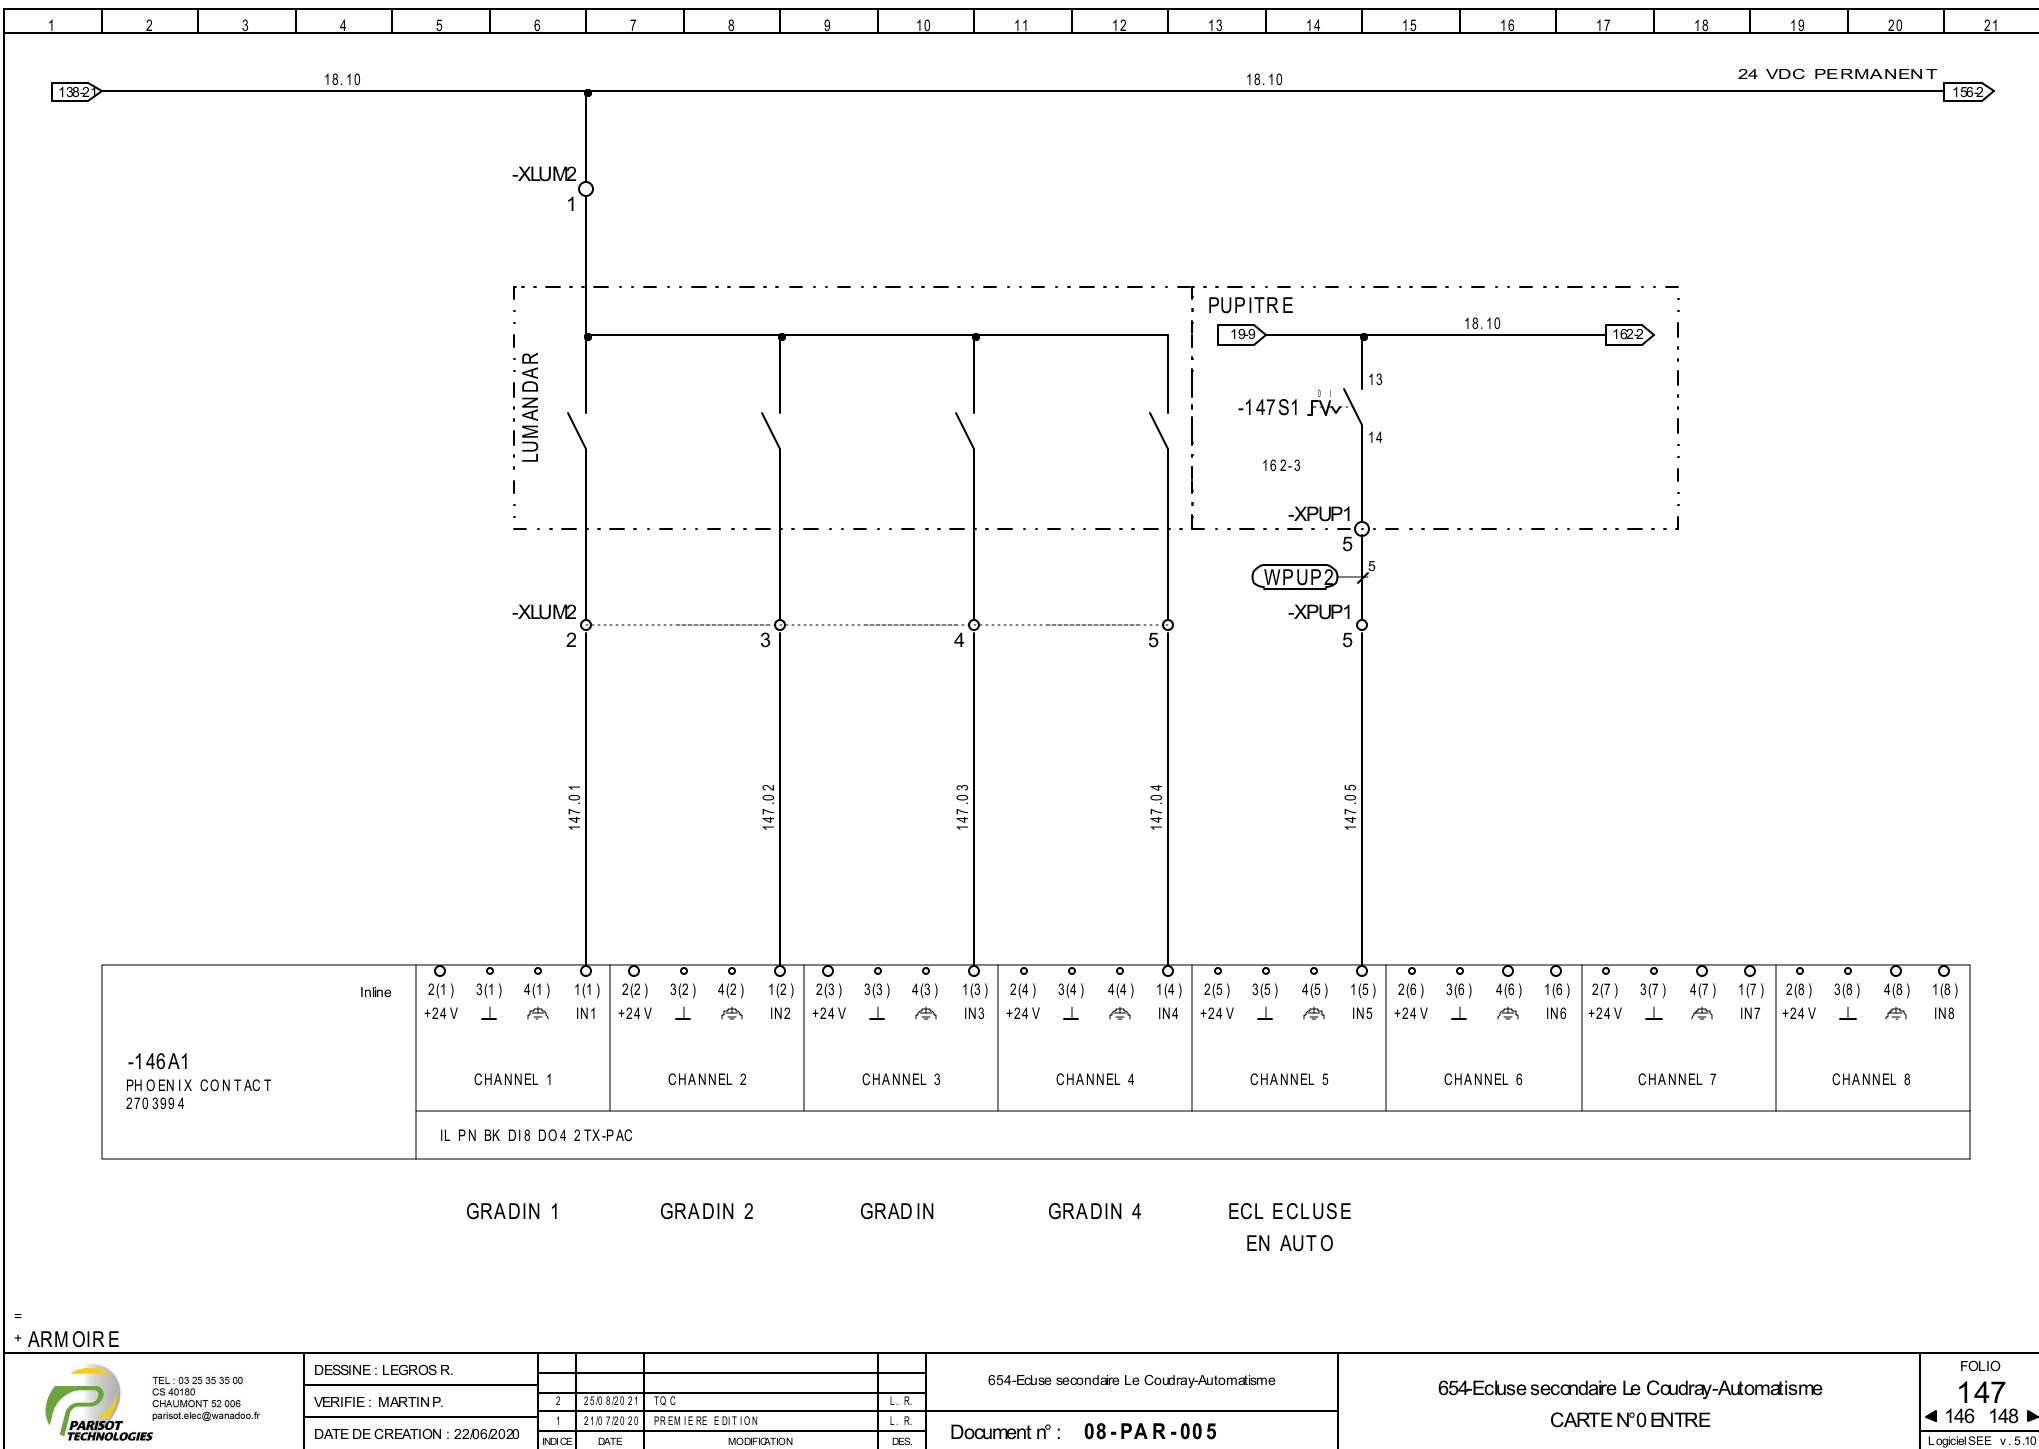 1 2 3 4 5 6 7 8 9 10 11 12 13 14 15 16 17 18 19 20 21
24 VDC PERMANENT
138-21 18.10 18.10 156-2
-XLUM2
1
PUPITRE
19-9 18.10 162-2
LUMANDAR
13
0 1
-147S1
14
162-3
-XPUP1
5
WPUP2 5
-XLUM2 -XPUP1
2 3 4 5 5
147.01 147.02 147.03 147.04 147.05
Inline 2(1) 3(1) 4(1) 1(1) 2(2) 3(2) 4(2) 1(2) 2(3) 3(3) 4(3) 1(3) 2(4) 3(4) 4(4) 1(4) 2(5) 3(5) 4(5) 1(5) 2(6) 3(6) 4(6) 1(6) 2(7) 3(7) 4(7) 1(7) 2(8) 3(8) 4(8) 1(8)
+24V IN1 +24V IN2 +24V IN3 +24V IN4 +24V IN5 +24V IN6 +24V IN7 +24V IN8
-146A1
PHOENIX CONTACT
2703994
CHANNEL 1 CHANNEL 2 CHANNEL 3 CHANNEL 4 CHANNEL 5 CHANNEL 6 CHANNEL 7 CHANNEL 8
IL PN BK DI8 DO4 2TX-PAC
GRADIN 1 GRADIN 2 GRADIN GRADIN 4 ECL ECLUSE
EN AUTO
=
+ ARMOIRE
PARISOT
TECHNOLOGIES
TEL : 03 25 35 35 00
CS 40180
CHAUMONT 52 006
parisot.elec@wanadoo.fr
DESSINE : LEGROS R.
VERIFIE : MARTIN P.
DATE DE CREATION : 22/06/2020
2 25/08/2021 TQC L. R.
1 21/07/2020 PREMIERE EDITION L. R.
INDICE DATE MODIFICATION DES.
654-Ecluse secondaire Le Coudray-Automatisme
Document n° : 08-PAR-005
654-Ecluse secondaire Le Coudray-Automatisme
CARTE N°0 ENTRE
FOLIO
147
146 148
Logiciel SEE v.5.10